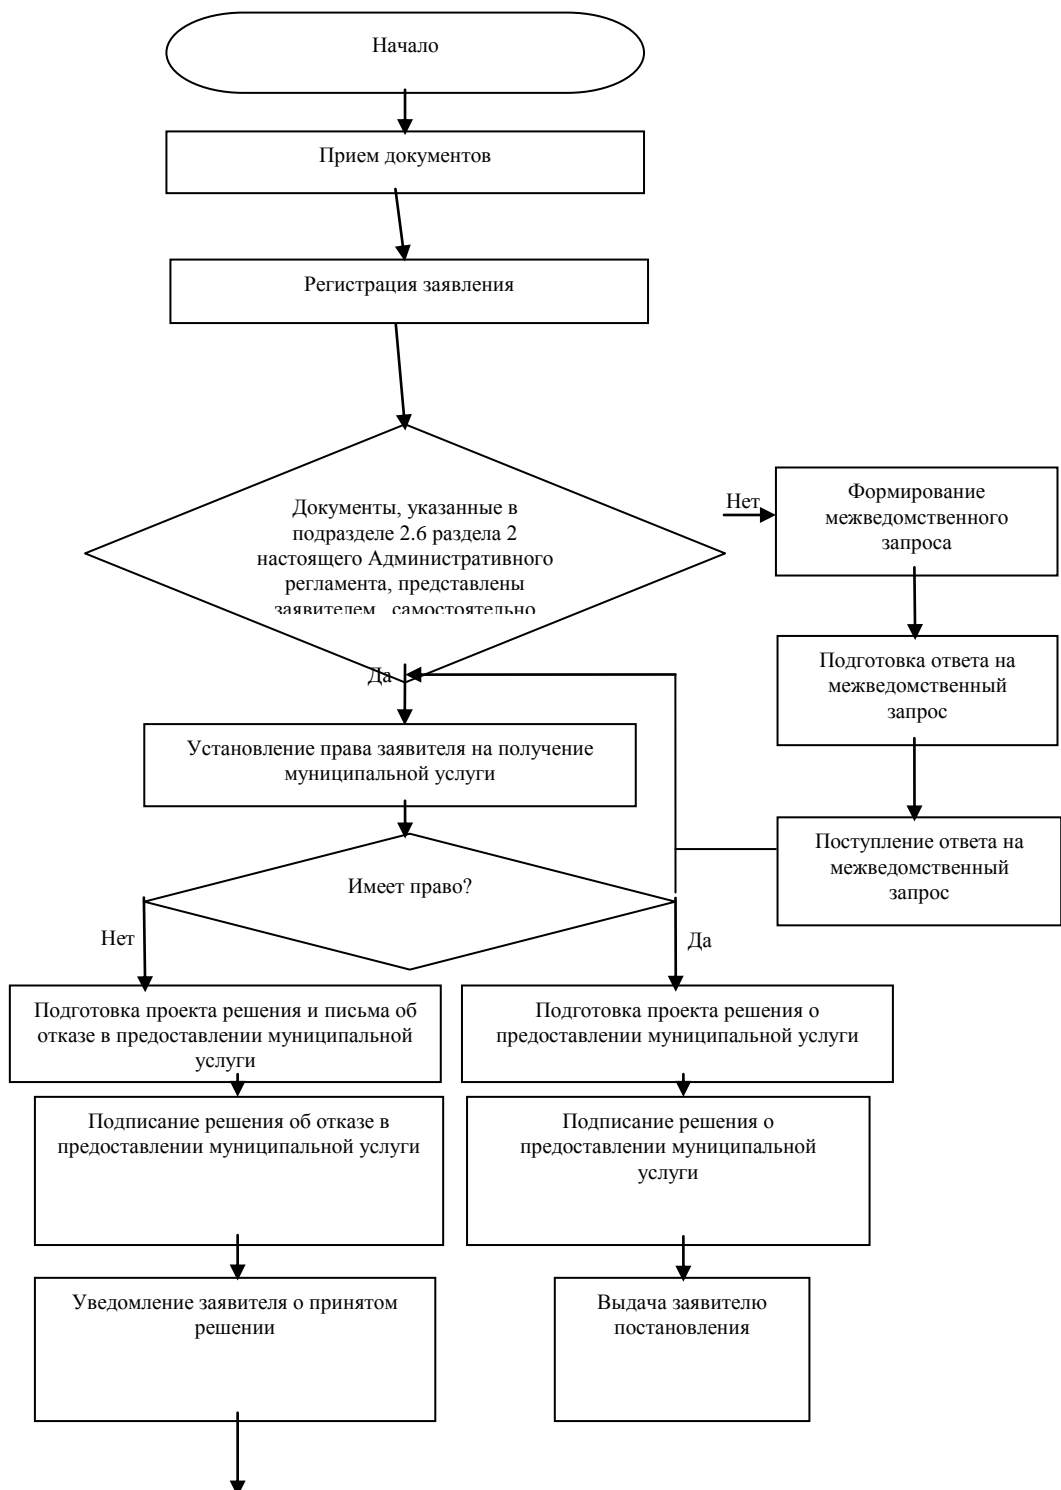 Начало
Прием документов
Регистрация заявления
Документы, указанные в
подразделе 2.6 раздела 2
настоящего Административного
регламента, представлены
заявителем самостоятельно
Нет
Формирование
межведомственного
запроса
Подготовка ответа на
межведомственный
запрос
Поступление ответа на
межведомственный
запрос
Да
Установление права заявителя на получение
муниципальной услуги
Имеет право?
Нет
Да
Подготовка проекта решения и письма об
отказе в предоставлении муниципальной
услуги
Подготовка проекта решения о
предоставлении муниципальной услуги
Подписание решения об отказе в
предоставлении муниципальной услуги
Подписание решения о
предоставлении муниципальной
услуги
Уведомление заявителя о принятом
решении
Выдача заявителю
постановления